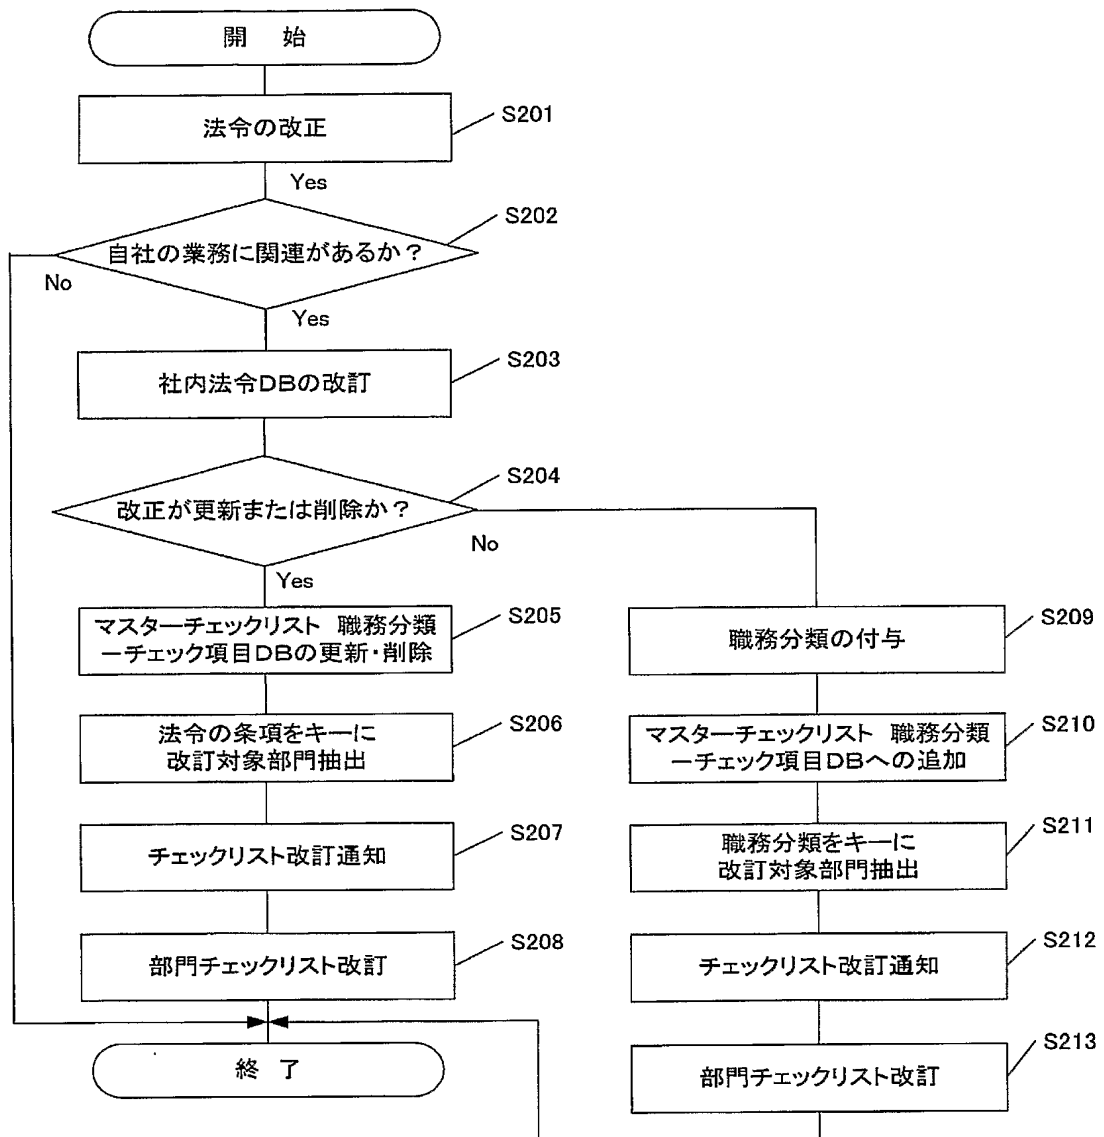 開 始
法令の改正
S201
Yes
S202
自社の業務に関連があるか？
No
Yes
社内法令DBの改訂
S203
S204
改正が更新または削除か？
No
Yes
マスターチェックリスト 職務分類
ーチェック項目DBの更新・削除
S205
法令の条項をキーに
改訂対象部門抽出
S206
チェックリスト改訂通知
S207
部門チェックリスト改訂
S208
終 了
職務分類の付与
S209
マスターチェックリスト 職務分類
ーチェック項目DBへの追加
S210
職務分類をキーに
改訂対象部門抽出
S211
チェックリスト改訂通知
S212
部門チェックリスト改訂
S213